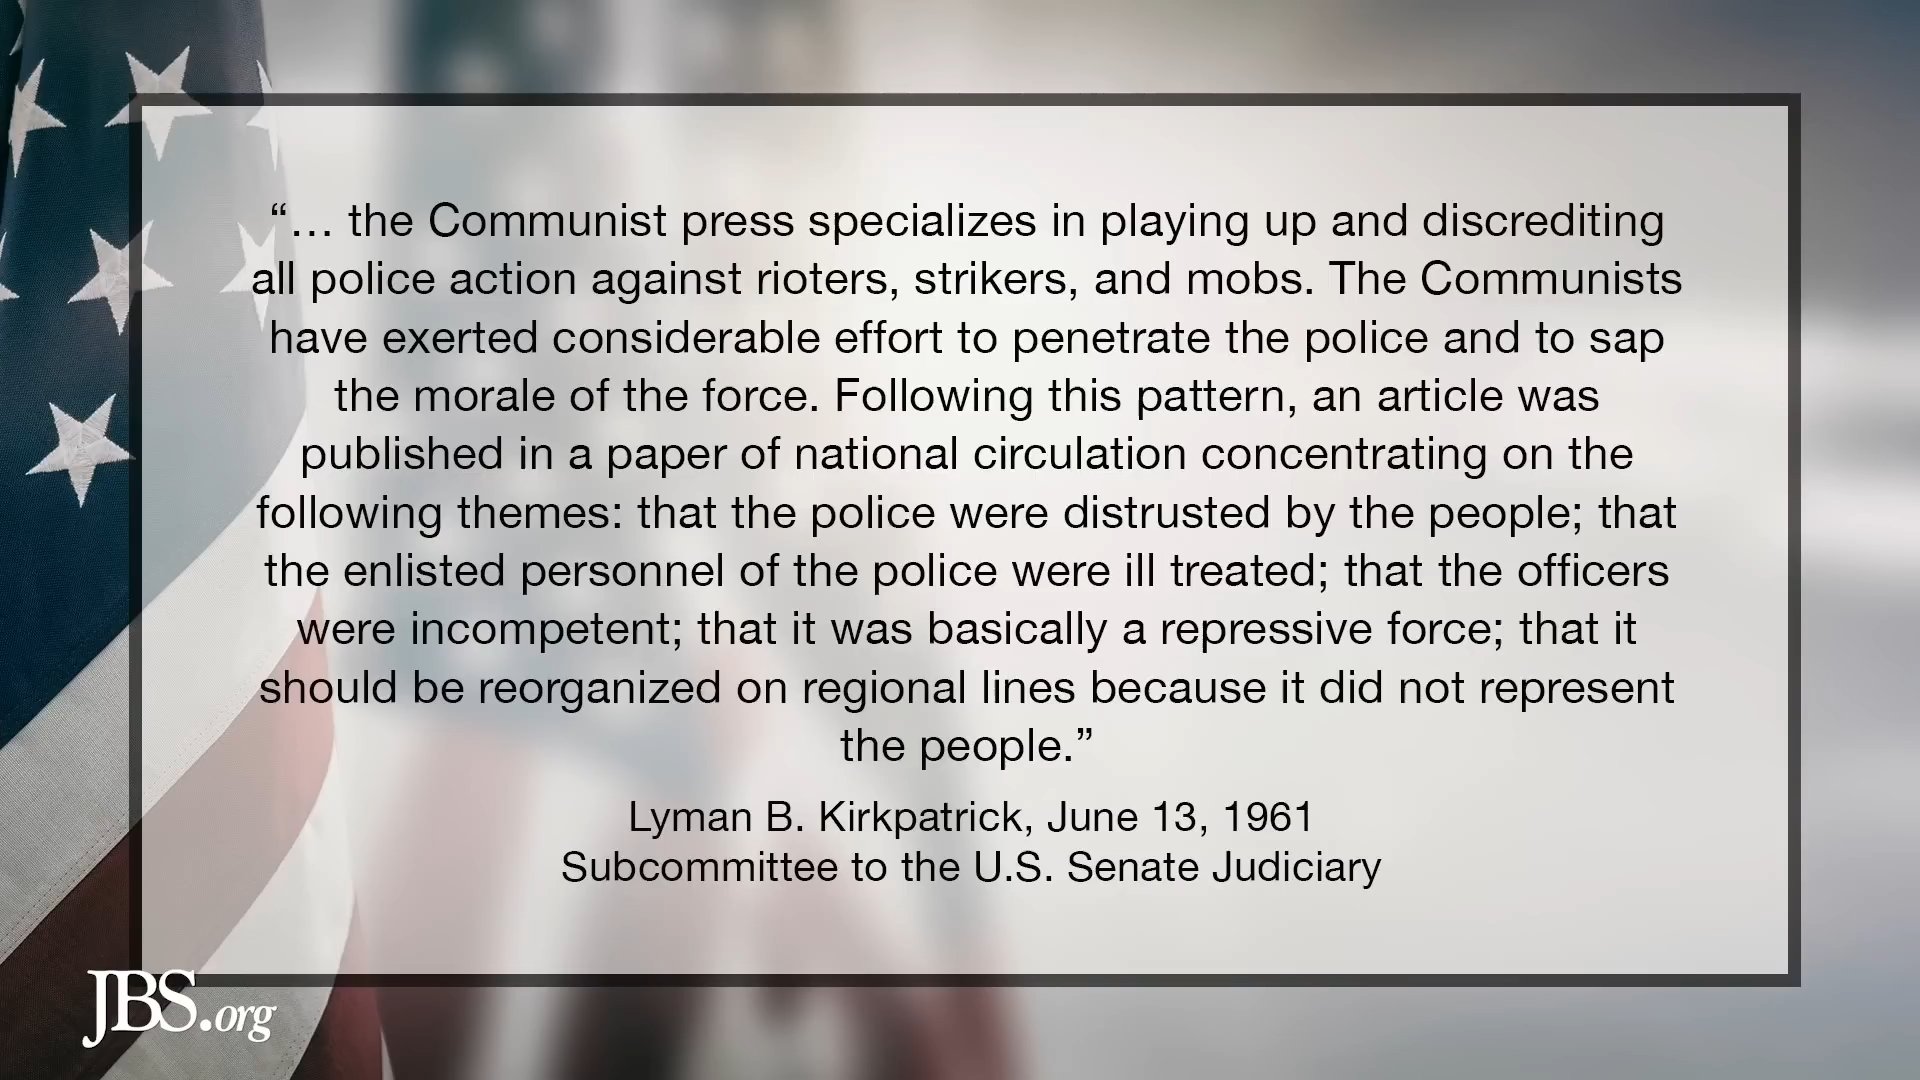 “… the Communist press specializes in playing up and discrediting
all police action against rioters, strikers, and mobs. The Communists
have exerted considerable effort to penetrate the police and to sap
the morale of the force. Following this pattern, an article was
published in a paper of national circulation concentrating on the
following themes: that the police were distrusted by the people; that
the enlisted personnel of the police were ill treated; that the officers
were incompetent; that it was basically a repressive force; that it
should be reorganized on regional lines because it did not represent
the people.”
Lyman B. Kirkpatrick, June 13, 1961
Subcommittee to the U.S. Senate Judiciary
JBS.org